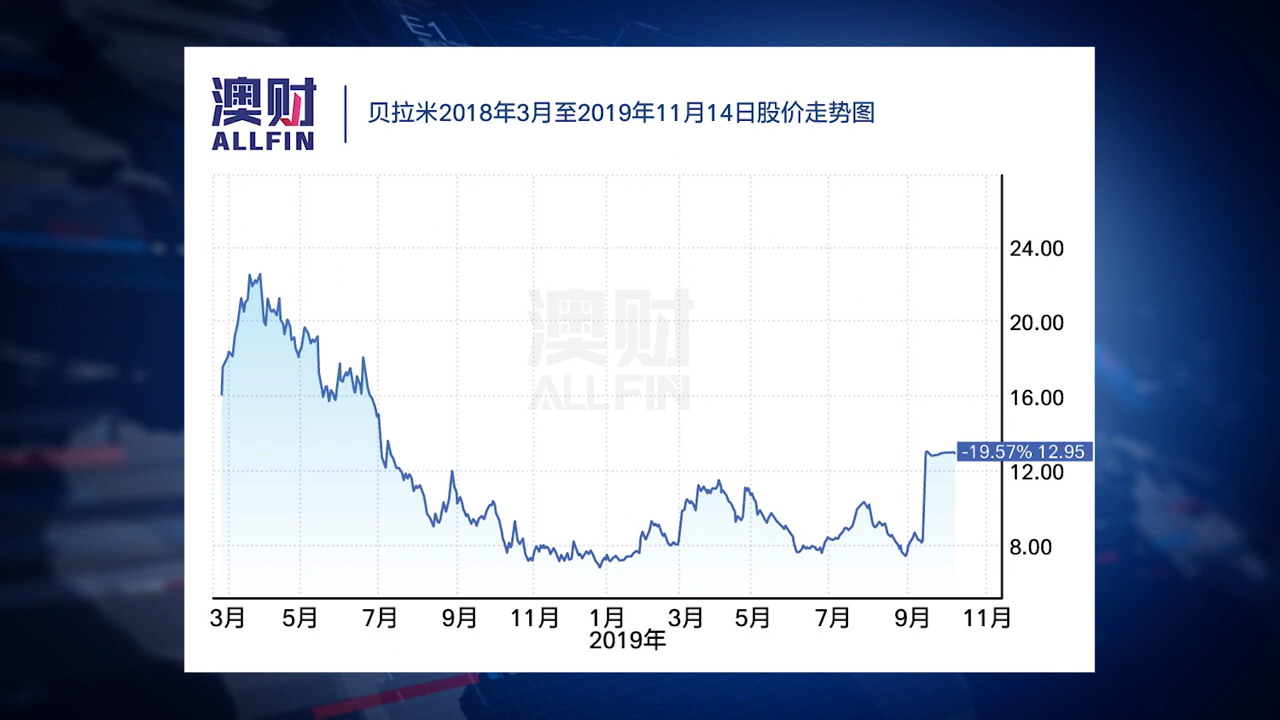 E1
澳财
ALLFIN
贝拉米2018年3月至2019年11月14日股价走势图
24.00
澳财
20.00
ALLFIN
16.00
-19.57% 12.95
12.00
8.00
3月 5月 7月 9月 11月 1月 3月 5月 7月 9月 11月
2019年